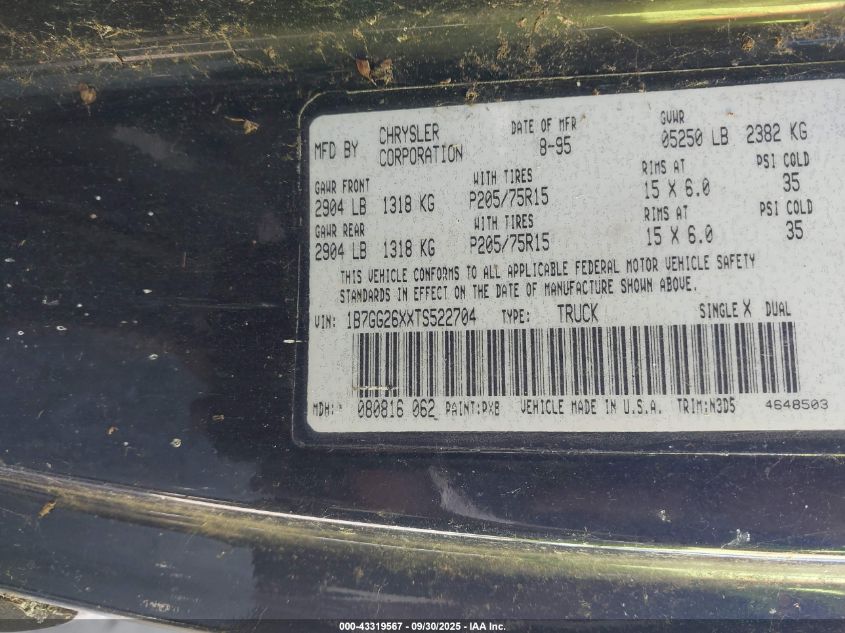 MFD BY CHRYSLER CORPORATION DATE OF MFR 8-95 GVWR 05250 LB 2382 KG
GAWR FRONT WITH TIRES RIMS AT PSI COLD
2904 LB 1318 KG P205/75R15 15 X 6.0 35
GAWR REAR WITH TIRES RIMS AT PSI COLD
2904 LB 1318 KG P205/75R15 15 X 6.0 35
THIS VEHICLE CONFORMS TO ALL APPLICABLE FEDERAL MOTOR VEHICLE SAFETY
STANDARDS IN EFFECT ON THE DATE OF MANUFACTURE SHOWN ABOVE.
VIN: 1B7GG26XXTS522704 TYPE: TRUCK SINGLE X DUAL
MDH: 080816 062 PAINT:PX8 VEHICLE MADE IN U.S.A. TRIM:N3D5 4648503
000-43319567 - 09/30/2025 - IAA Inc.